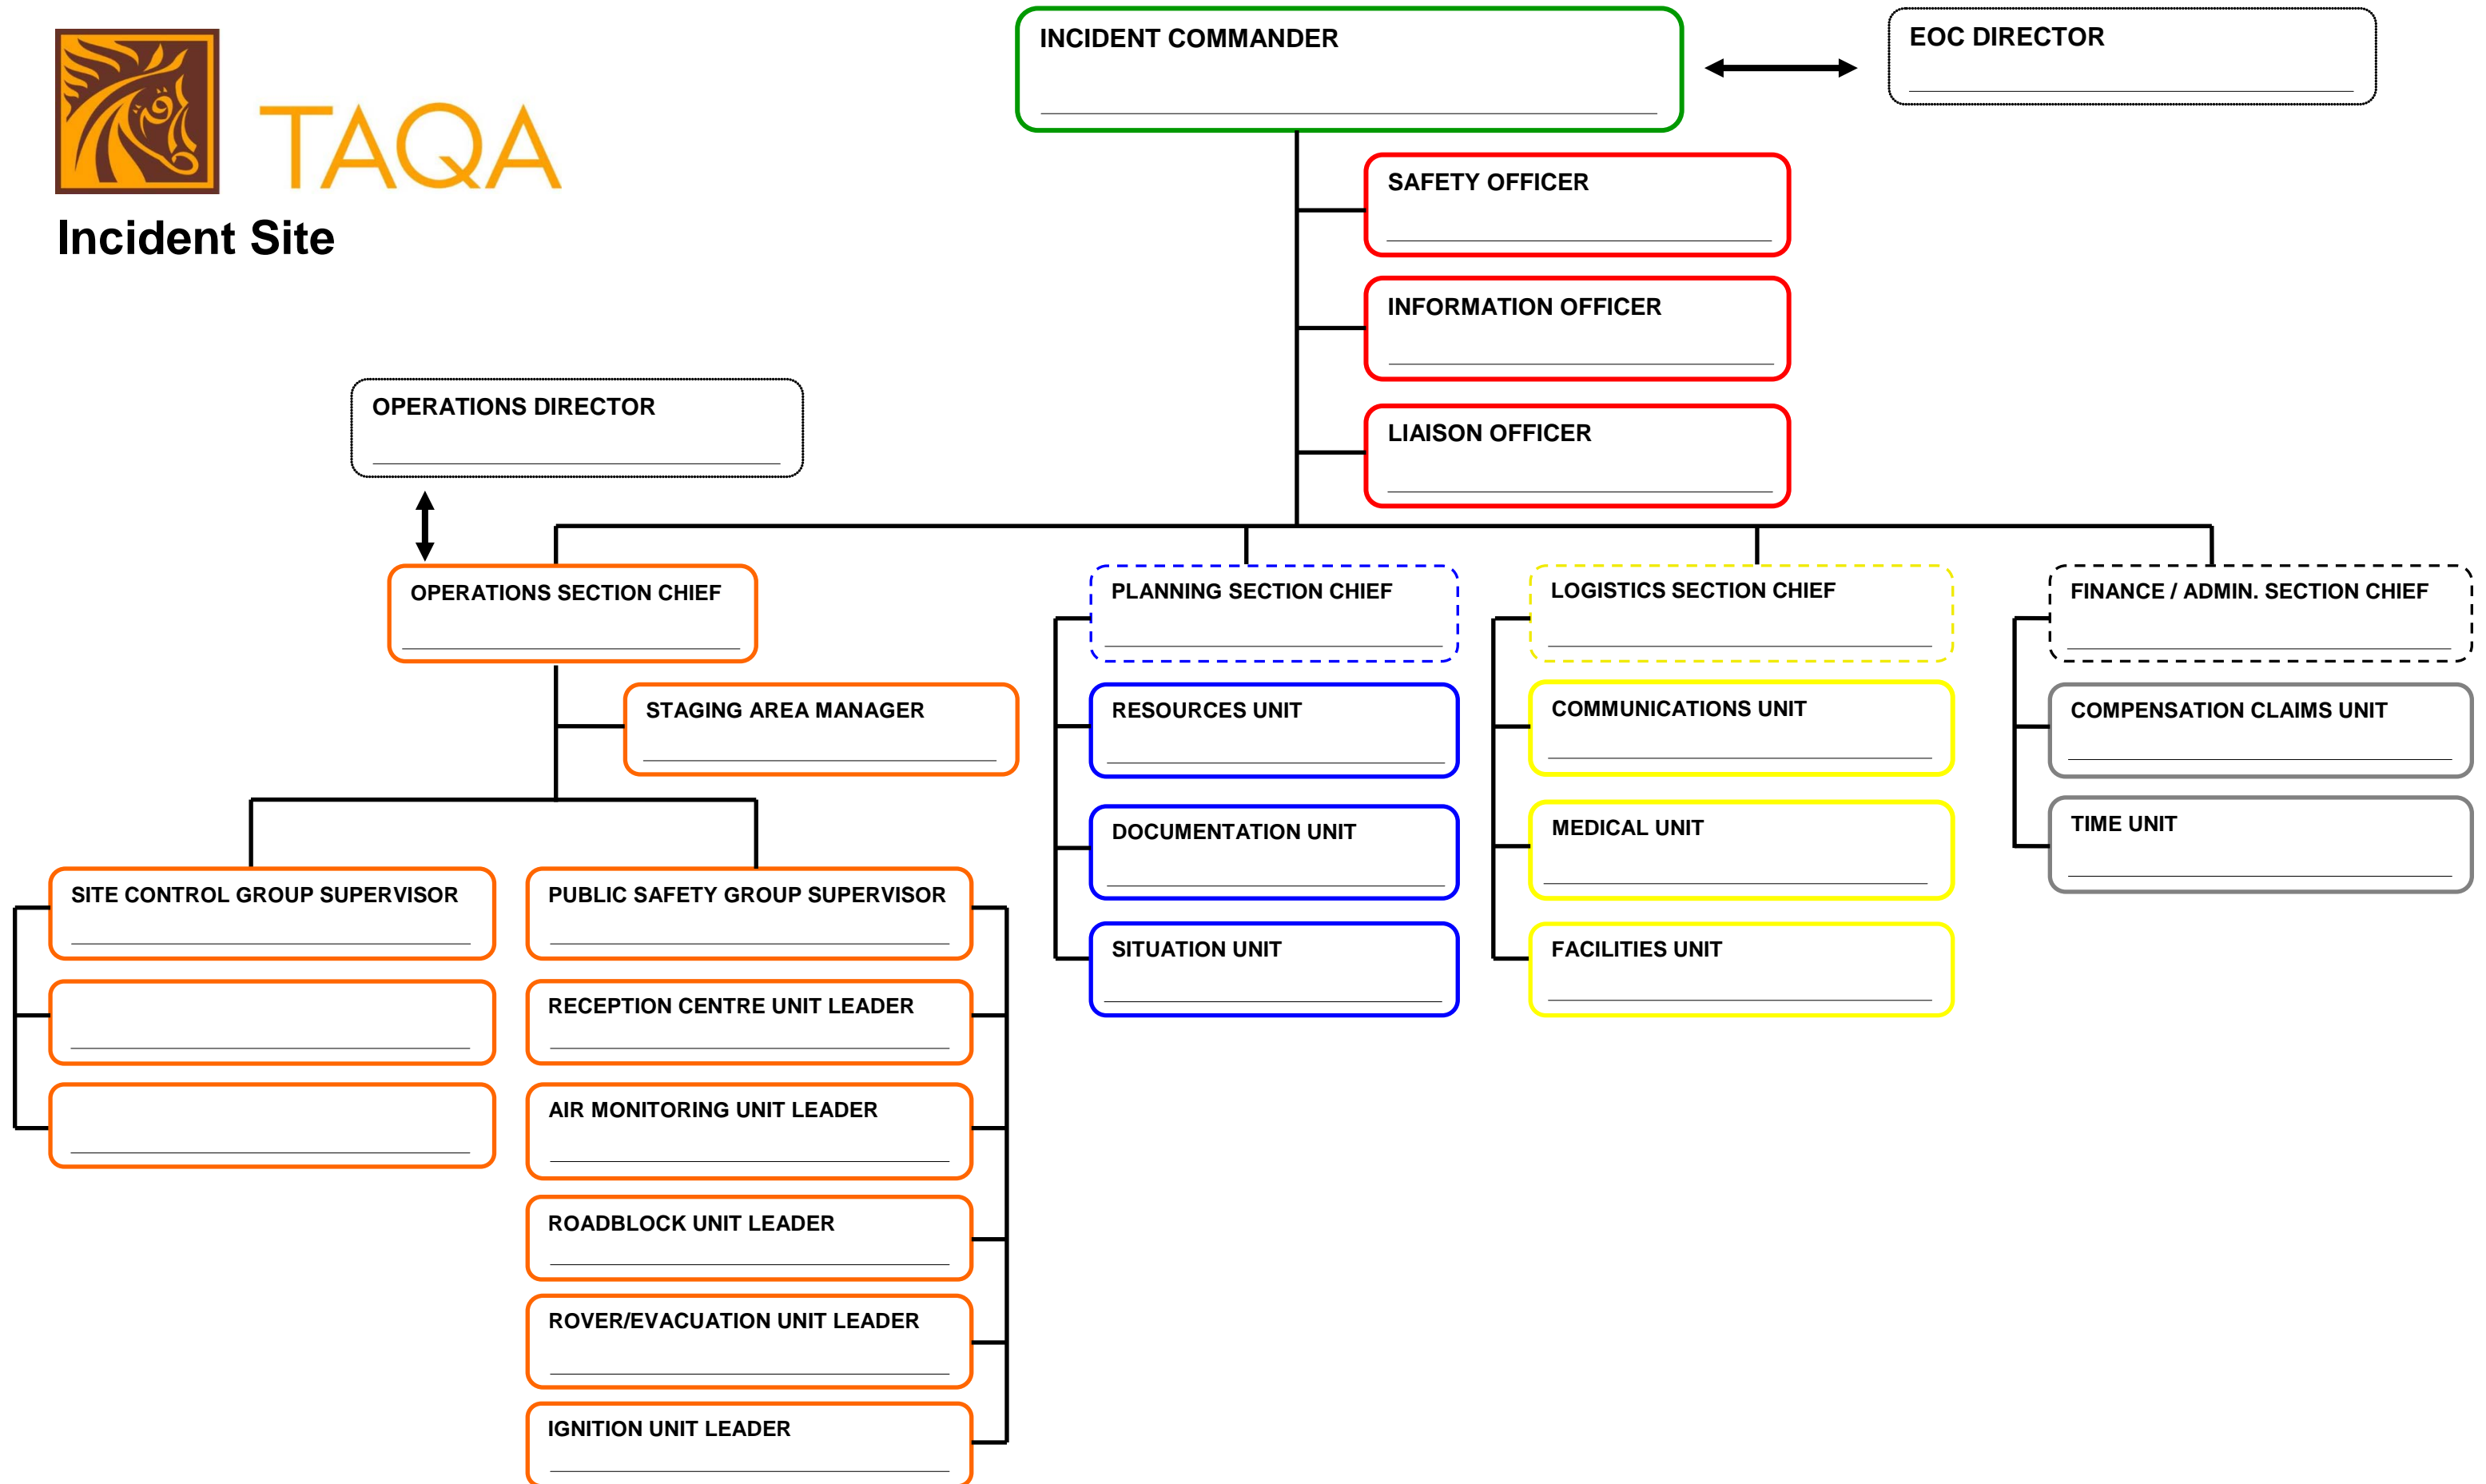 INCIDENT COMMANDER
EOC DIRECTOR
TAQA
Incident Site
SAFETY OFFICER
INFORMATION OFFICER
LIAISON OFFICER
OPERATIONS DIRECTOR
OPERATIONS SECTION CHIEF
PLANNING SECTION CHIEF
LOGISTICS SECTION CHIEF
FINANCE / ADMIN. SECTION CHIEF
STAGING AREA MANAGER
RESOURCES UNIT
COMMUNICATIONS UNIT
COMPENSATION CLAIMS UNIT
DOCUMENTATION UNIT
MEDICAL UNIT
TIME UNIT
SITE CONTROL GROUP SUPERVISOR
PUBLIC SAFETY GROUP SUPERVISOR
SITUATION UNIT
FACILITIES UNIT
RECEPTION CENTRE UNIT LEADER
AIR MONITORING UNIT LEADER
ROADBLOCK UNIT LEADER
ROVER/EVACUATION UNIT LEADER
IGNITION UNIT LEADER